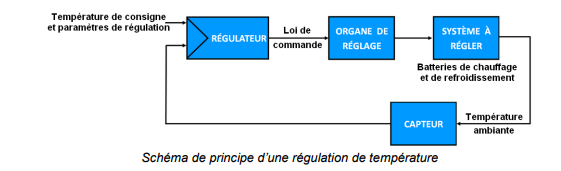 Température de consigne
et paramètres de régulation
RÉGULATEUR
Loi de
commande
ORGANE DE
RÉGLAGE
SYSTÈME À
RÉGLER
Batteries de chauffage
et de refroidissement
CAPTEUR
Température
ambiante
Schéma de principe d'une régulation de température